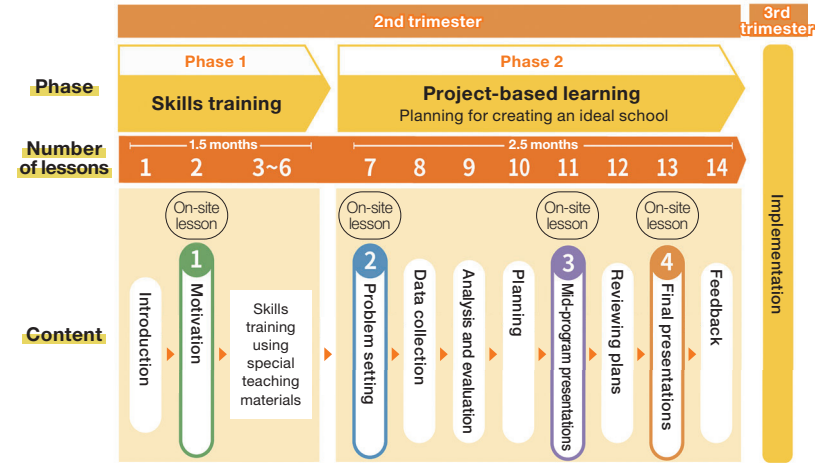 2nd trimester
3rd
trimester
Phase
Phase 1
Skills training
Phase 2
Project-based learning
Planning for creating an ideal school
Number
of lessons
1.5 months
2.5 months
1 2 3~6 7 8 9 10 11 12 13 14
Content
On-site
lesson
On-site
lesson
On-site
lesson
On-site
lesson
Introduction
1
Motivation
Skills
training
using
special
teaching
materials
2
Problem setting
Data collection
Analysis and evaluation
Planning
3
Mid-program presentations
Reviewing plans
4
Final presentations
Feedback
Implementation